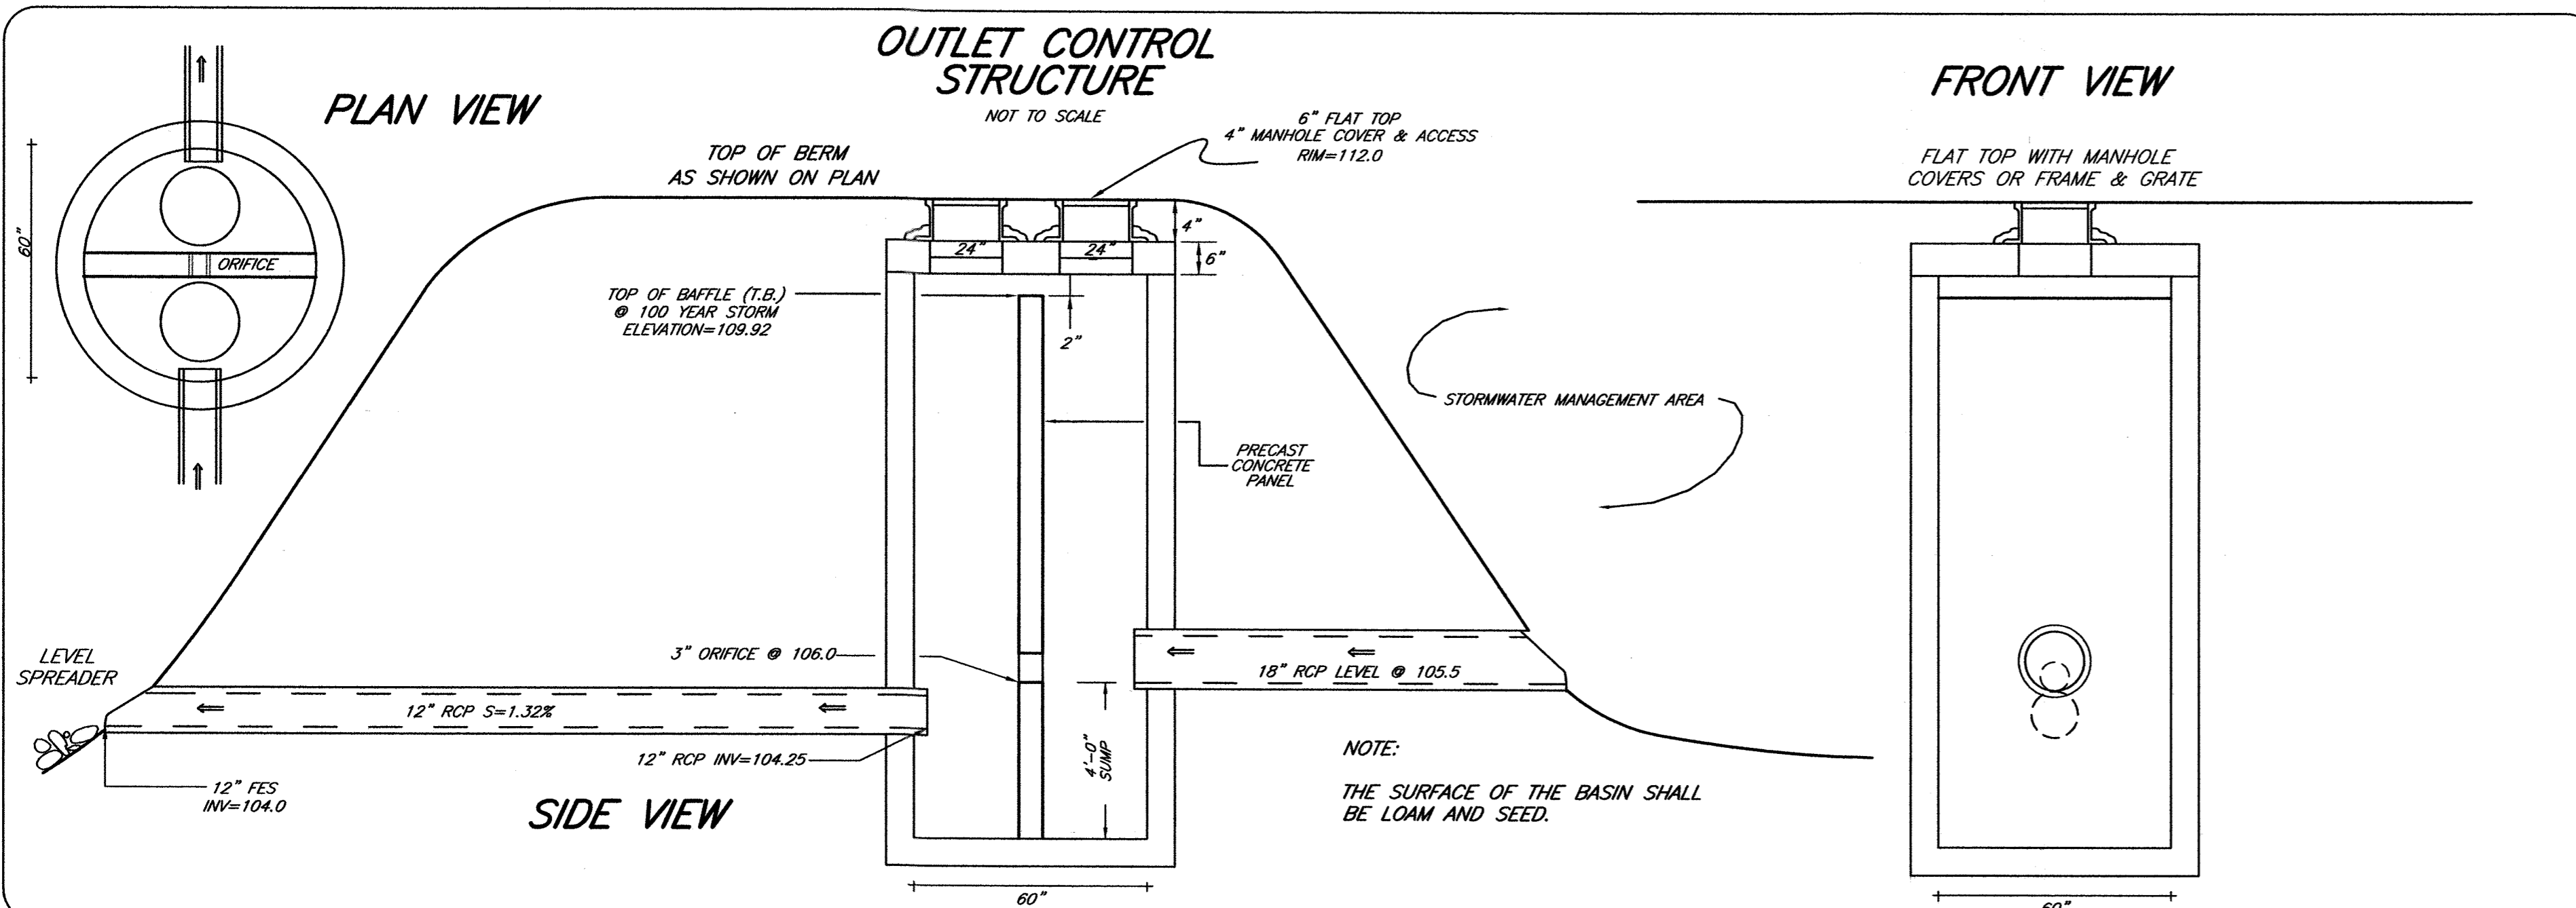 OUTLET CONTROL
STRUCTURE
NOT TO SCALE
PLAN VIEW
60"
ORIFICE
TOP OF BERM
AS SHOWN ON PLAN
6" FLAT TOP
4" MANHOLE COVER & ACCESS
RIM=112.0
FRONT VIEW
FLAT TOP WITH MANHOLE
COVERS OR FRAME & GRATE
4"
24"
24"
6"
TOP OF BAFFLE (T.B.)
@ 100 YEAR STORM
ELEVATION=109.92
2"
STORMWATER MANAGEMENT AREA
PRECAST
CONCRETE
PANEL
LEVEL
SPREADER
3" ORIFICE @ 106.0
18" RCP LEVEL @ 105.5
12" RCP S=1.32%
12" RCP INV=104.25
4'-0"
SUMP
12" FES
INV=104.0
SIDE VIEW
NOTE:
THE SURFACE OF THE BASIN SHALL
BE LOAM AND SEED.
60"
60"